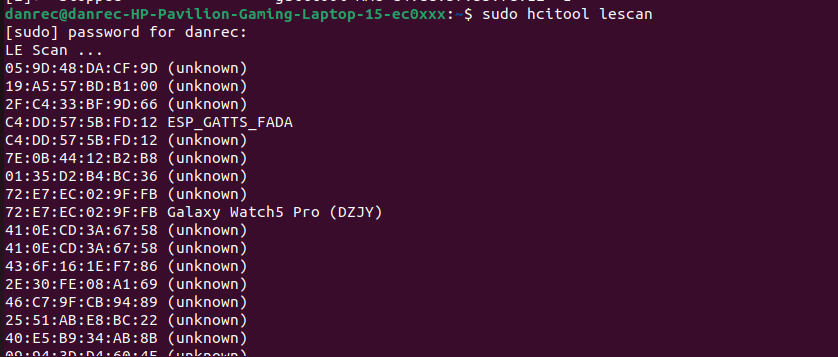 danrec@danrec-HP-Pavilion-Gaming-Laptop-15-ec0xxx:~$ sudo hcitool lescan
[sudo] password for danrec:
LE Scan ...
05:9D:48:DA:CF:9D (unknown)
19:A5:57:BD:B1:00 (unknown)
2F:C4:33:BF:9D:66 (unknown)
C4:DD:57:5B:FD:12 ESP_GATTS_FADA
C4:DD:57:5B:FD:12 (unknown)
7E:0B:44:12:B2:B8 (unknown)
01:35:D2:B4:BC:36 (unknown)
72:E7:EC:02:9F:FB (unknown)
72:E7:EC:02:9F:FB Galaxy Watch5 Pro (DZJY)
41:0E:CD:3A:67:58 (unknown)
41:0E:CD:3A:67:58 (unknown)
43:6F:16:1E:F7:86 (unknown)
2E:30:FE:08:A1:69 (unknown)
46:C7:9F:CB:94:89 (unknown)
25:51:AB:E8:BC:22 (unknown)
40:E5:B9:34:AB:8B (unknown)
(unknown)